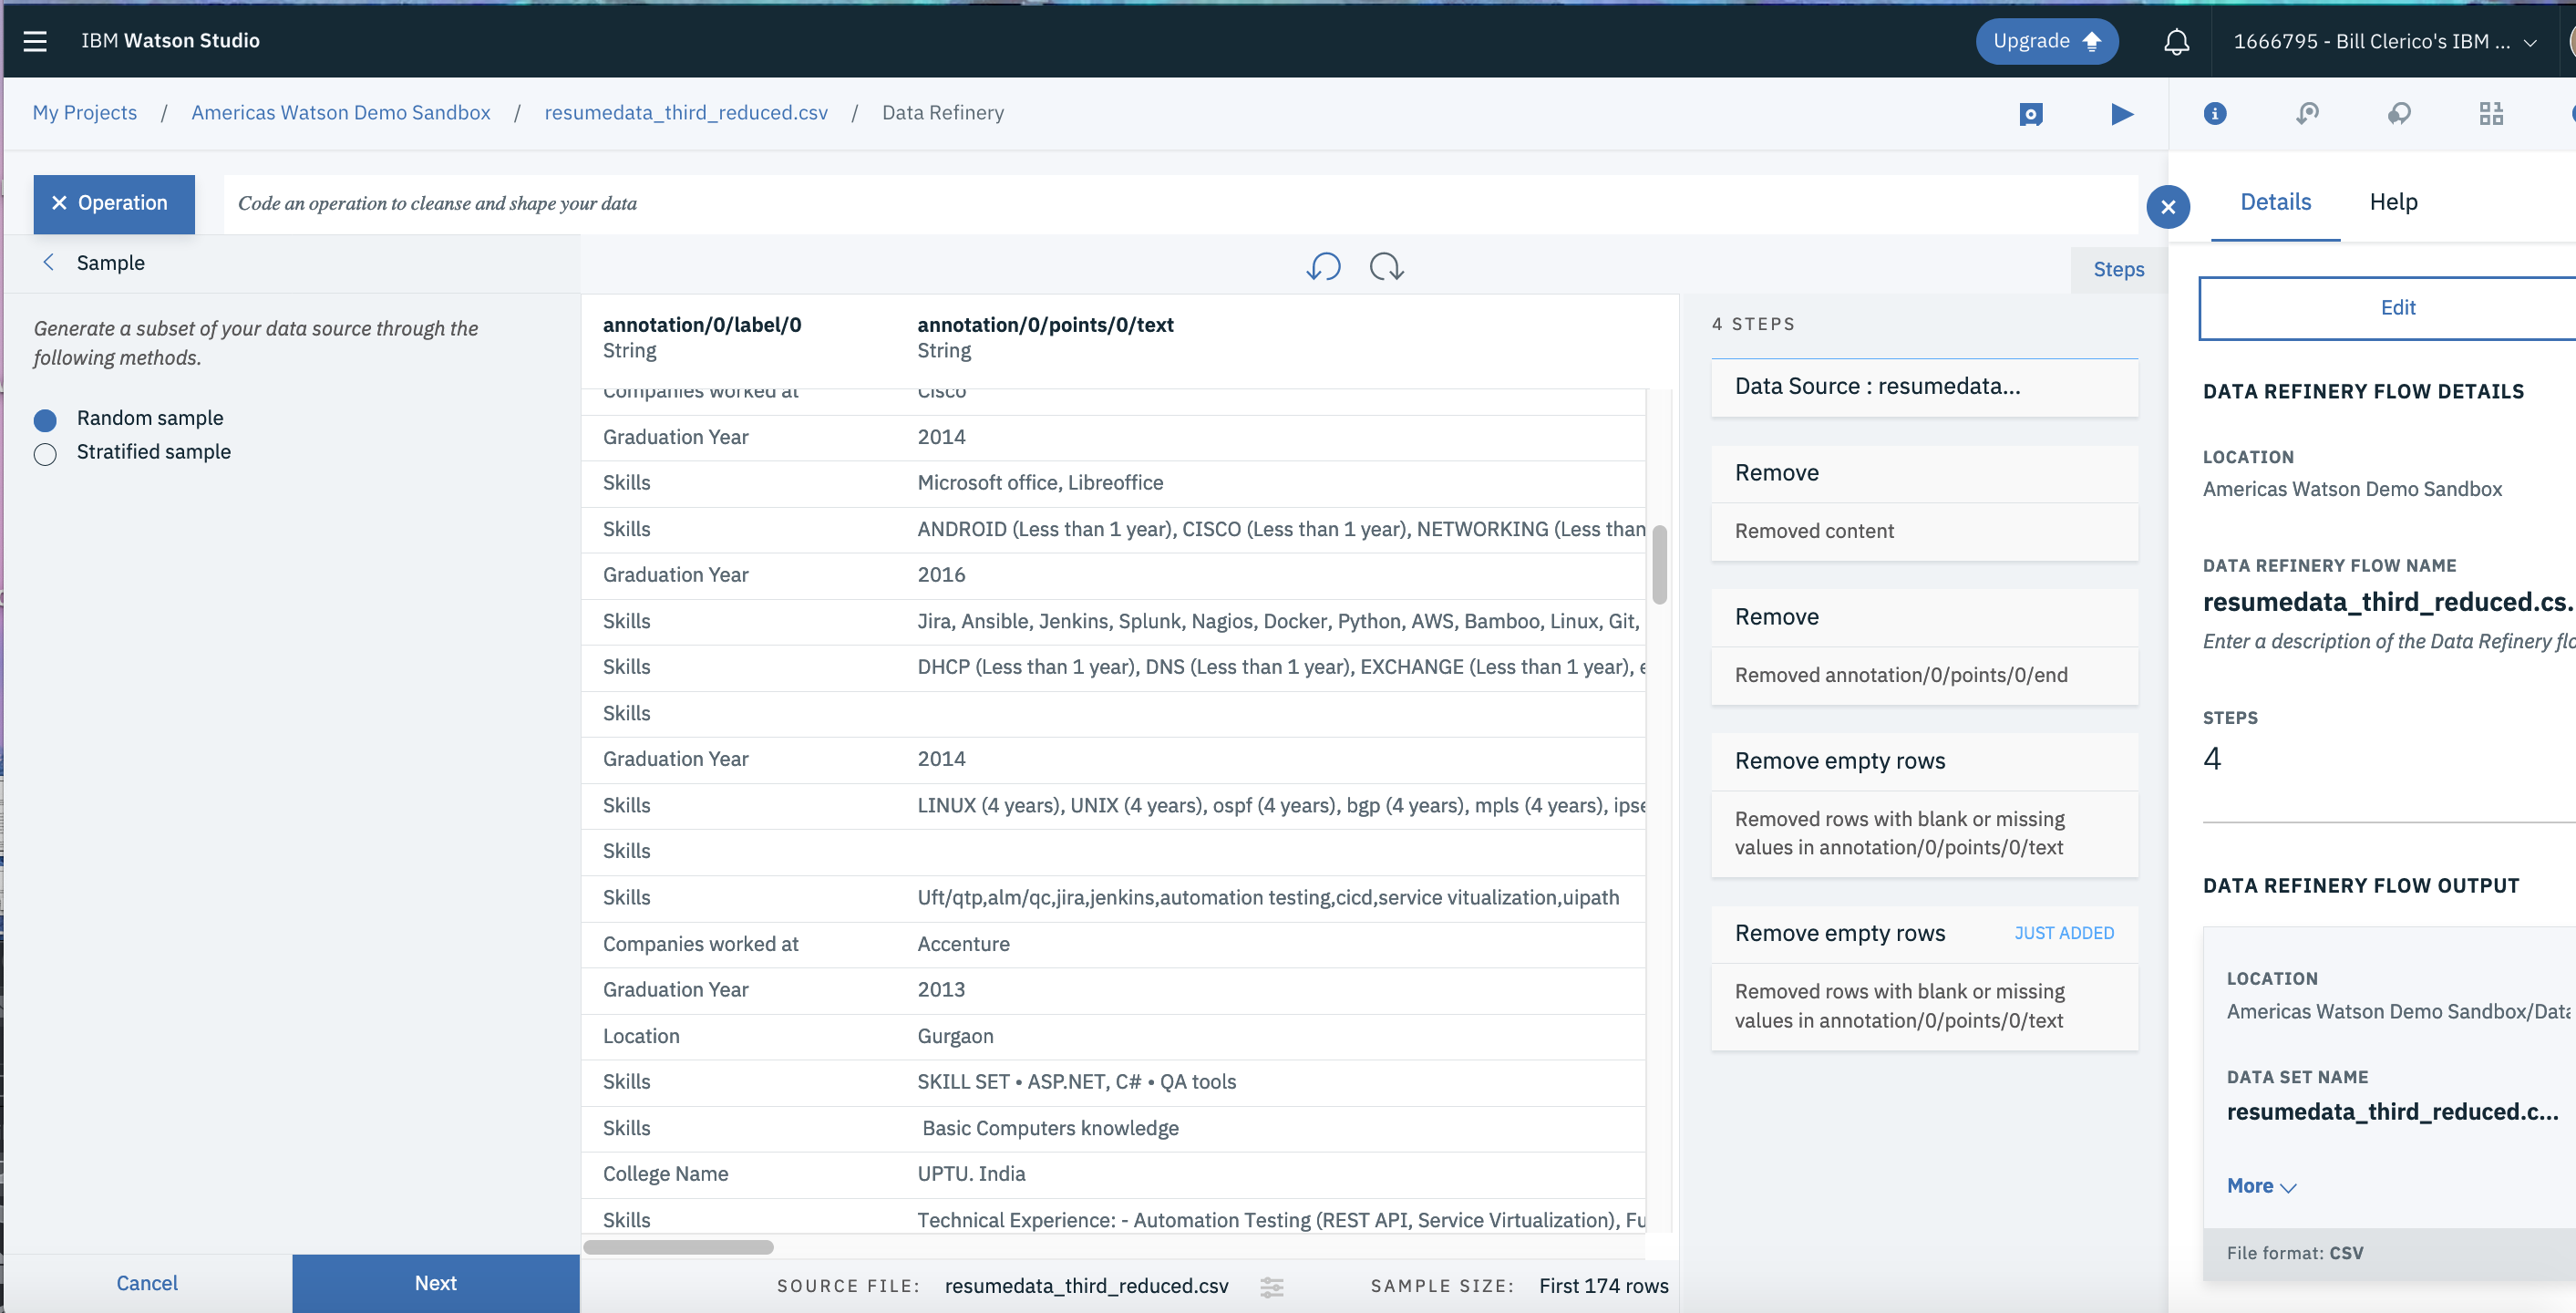 IBM Watson Studio
Upgrade
1666795 - Bill Clerico's IBM ...
My Projects / Americas Watson Demo Sandbox / resumedata_third_reduced.csv / Data Refinery
Operation
Code an operation to cleanse and shape your data
Details
Help
Sample
Steps
Generate a subset of your data source through the
following methods.
Random sample
Stratified sample
annotation/0/label/0
String
annotation/0/points/0/text
String
Companies worked at Cisco
Graduation Year 2014
Skills Microsoft office, Libreoffice
Skills ANDROID (Less than 1 year), CISCO (Less than 1 year), NETWORKING (Less than
Graduation Year 2016
Skills Jira, Ansible, Jenkins, Splunk, Nagios, Docker, Python, AWS, Bamboo, Linux, Git,
Skills DHCP (Less than 1 year), DNS (Less than 1 year), EXCHANGE (Less than 1 year), e
Skills
Graduation Year 2014
Skills LINUX (4 years), UNIX (4 years), ospf (4 years), bgp (4 years), mpls (4 years), ipse
Skills
Skills Uft/qtp,alm/qc,jira,jenkins,automation testing,cicd,service vitualization,uipath
Companies worked at Accenture
Graduation Year 2013
Location Gurgaon
Skills SKILL SET • ASP.NET, C# • QA tools
Skills Basic Computers knowledge
College Name UPTU. India
Skills Technical Experience: - Automation Testing (REST API, Service Virtualization), Fu
4 STEPS
Data Source : resumedata...
Remove
Removed content
Remove
Removed annotation/0/points/0/end
Remove empty rows
Removed rows with blank or missing
values in annotation/0/points/0/text
Remove empty rows JUST ADDED
Removed rows with blank or missing
values in annotation/0/points/0/text
Edit
DATA REFINERY FLOW DETAILS
LOCATION
Americas Watson Demo Sandbox
DATA REFINERY FLOW NAME
resumedata_third_reduced.cs.
Enter a description of the Data Refinery flo
STEPS
4
DATA REFINERY FLOW OUTPUT
LOCATION
Americas Watson Demo Sandbox/Data
DATA SET NAME
resumedata_third_reduced.c...
More
File format: CSV
Cancel
Next
SOURCE FILE: resumedata_third_reduced.csv
SAMPLE SIZE: First 174 rows